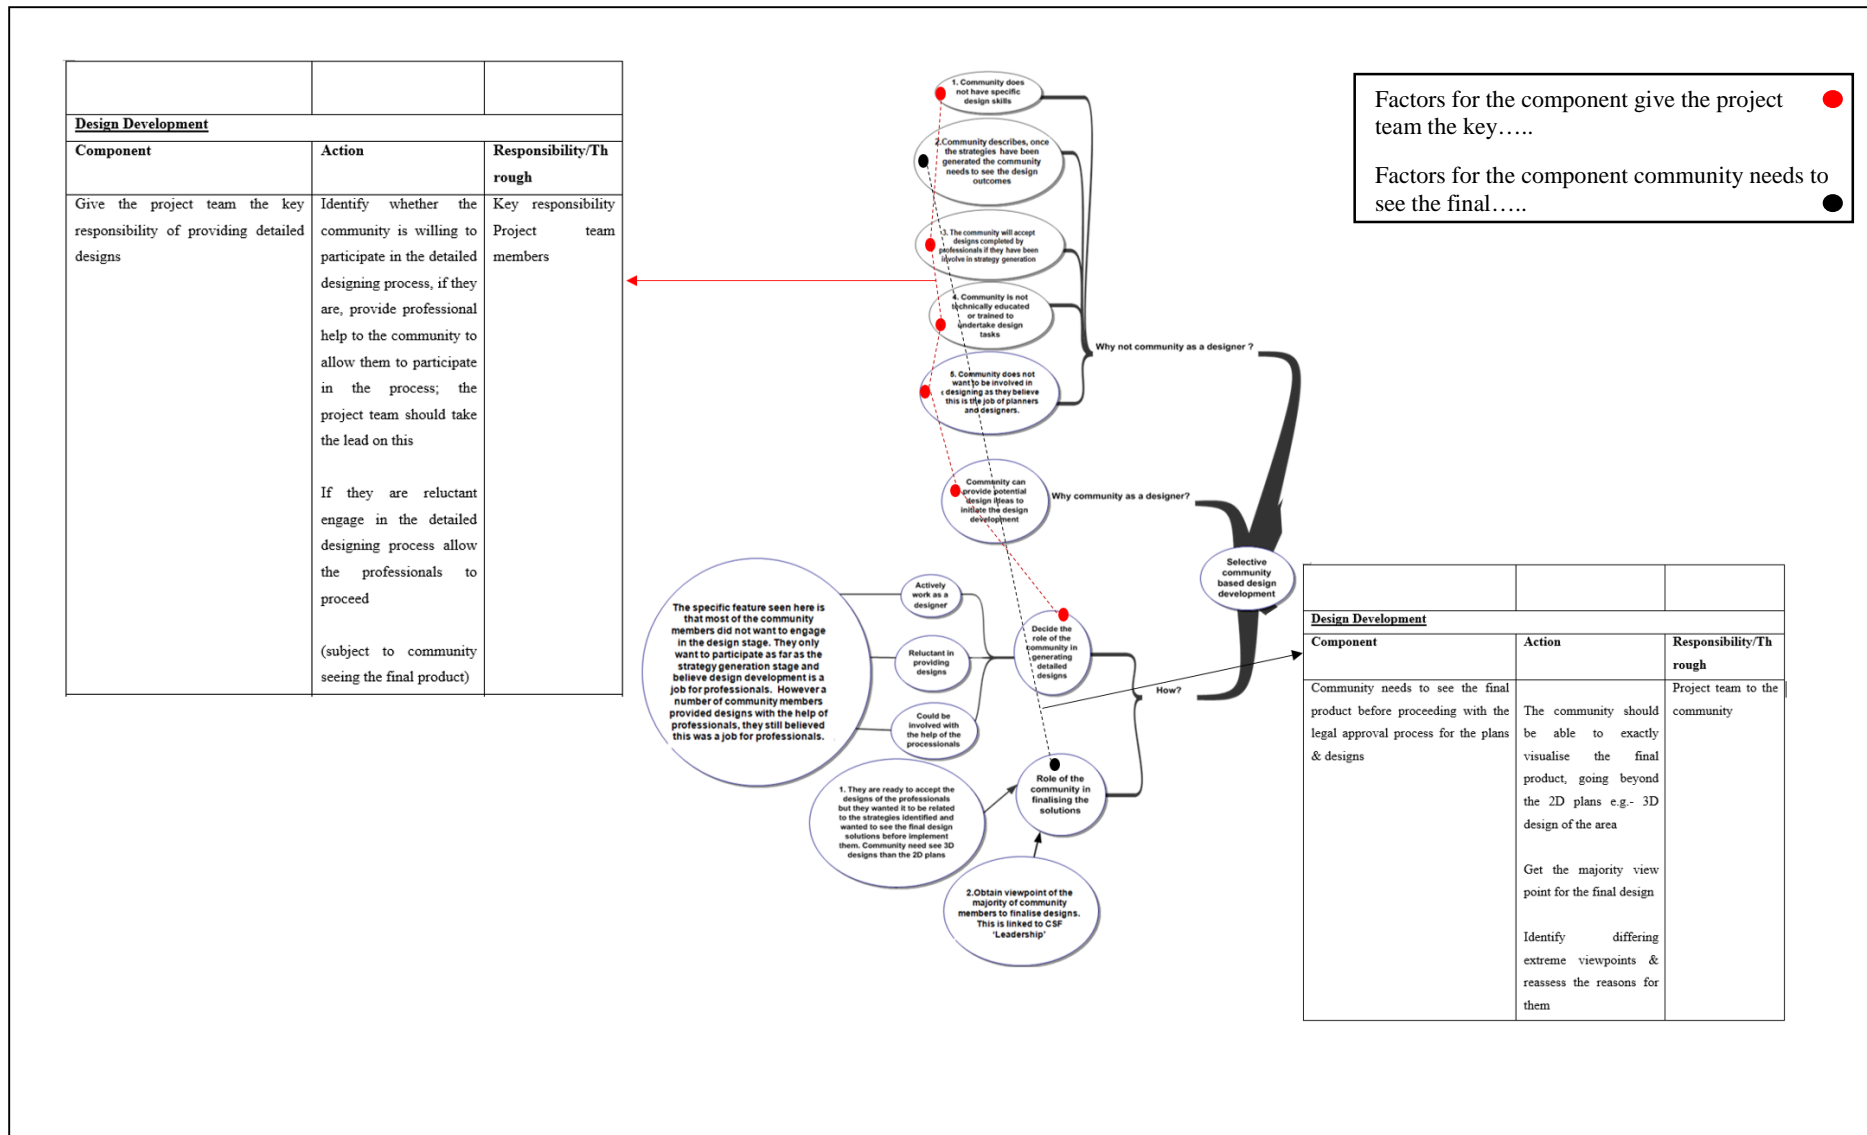 Design Development
Component
Action
Responsibility/Th
rough
Give the project team the key
responsibility of providing detailed
designs
Identify whether the
community is willing to
participate in the detailed
designing process, if they
are, provide professional
help to the community to
allow them to participate
in the process; the
project team should take
the lead on this
If they are reluctant
engage in the detailed
designing process allow
the professionals to
proceed
(subject to community
seeing the final product)
Key responsibility
Project team
members
1. Community does
not have specific
design skills
2.Community describes, once
the strategies have been
generated the community
needs to see the design
outcomes
3. The community will accept
designs completed by
professionals if they have been
involve in strategy generation
4. Community is not
technically educated
or trained to
undertake design
tasks
5. Community does not
want to be involved in
designing as they believe
this is the job of planners
and designers.
Why not community as a designer ?
Community can
provide potential
design ideas to
initiate the design
development
Why community as a designer?
Selective
community
based design
development
How?
Decide the
role of the
community in
generating
detailed
designs
Actively
work as a
designer
Reluctant in
providing
designs
Could be
involved with
the help of the
processionals
The specific feature seen here is
that most of the community
members did not want to engage
in the design stage. They only
want to participate as far as the
strategy generation stage and
believe design development is a
job for professionals. However a
number of community members
provided designs with the help of
professionals, they still believed
this was a job for professionals.
Role of the
community in
finalising the
solutions
1. They are ready to accept the
designs of the professionals
but they wanted it to be related
to the strategies identified and
wanted to see the final design
solutions before implement
them. Community need see 3D
designs than the 2D plans
2.Obtain viewpoint of the
majority of community
members to finalise designs.
This is linked to CSF
'Leadership'
Factors for the component give the project
team the key…..
Factors for the component community needs to
see the final…..
Design Development
Component
Action
Responsibility/Th
rough
Community needs to see the final
product before proceeding with the
legal approval process for the plans
& designs
The community should
be able to exactly
visualise the final
product, going beyond
the 2D plans e.g.- 3D
design of the area
Get the majority view
point for the final design
Identify differing
extreme viewpoints &
reassess the reasons for
them
Project team to the
community